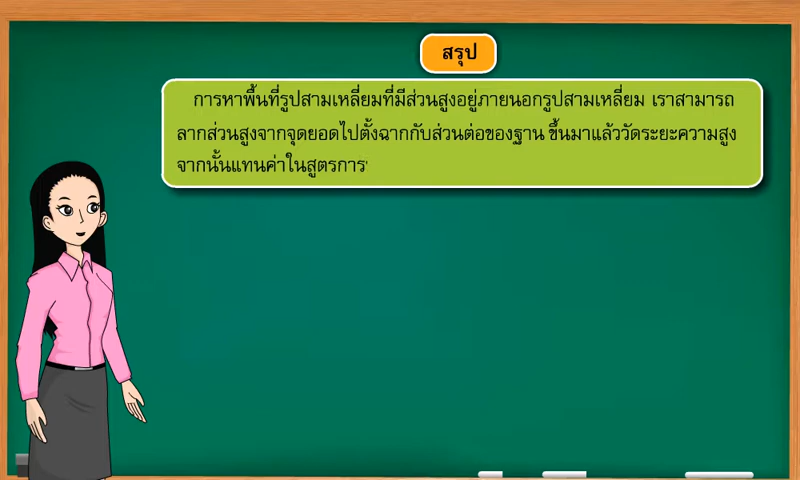 สรุป
การหาพื้นที่รูปสามเหลี่ยมที่มีส่วนสูงอยู่ภายนอกรูปสามเหลี่ยม เราสามารถ
ลากส่วนสูงจากจุดยอดไปตั้งฉากกับส่วนต่อของฐาน ขึ้นมาแล้ววัดระยะความสูง
จากนั้นแทนค่าในสูตรการ